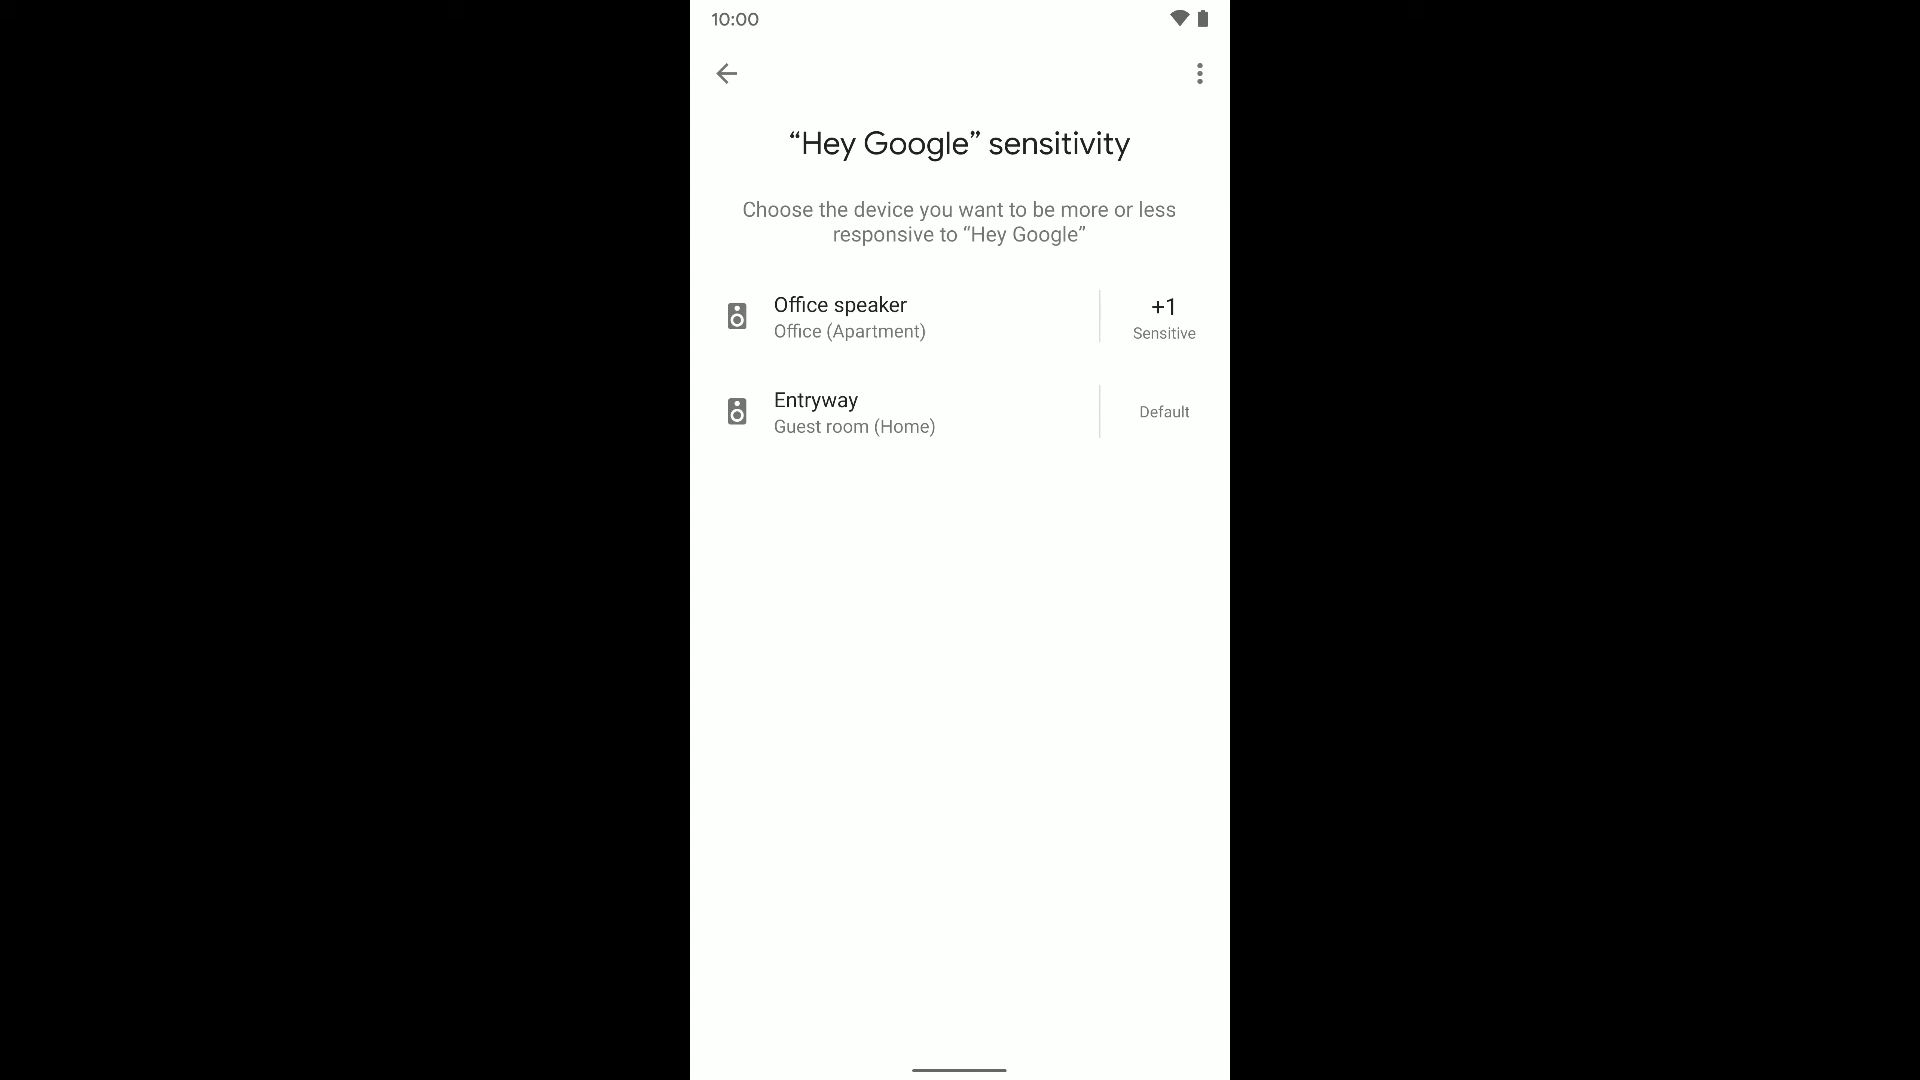 10:00
“Hey Google” sensitivity
Choose the device you want to be more or less
responsive to “Hey Google”
Office speaker
Office (Apartment)
+1
Sensitive
Entryway
Guest room (Home)
Default